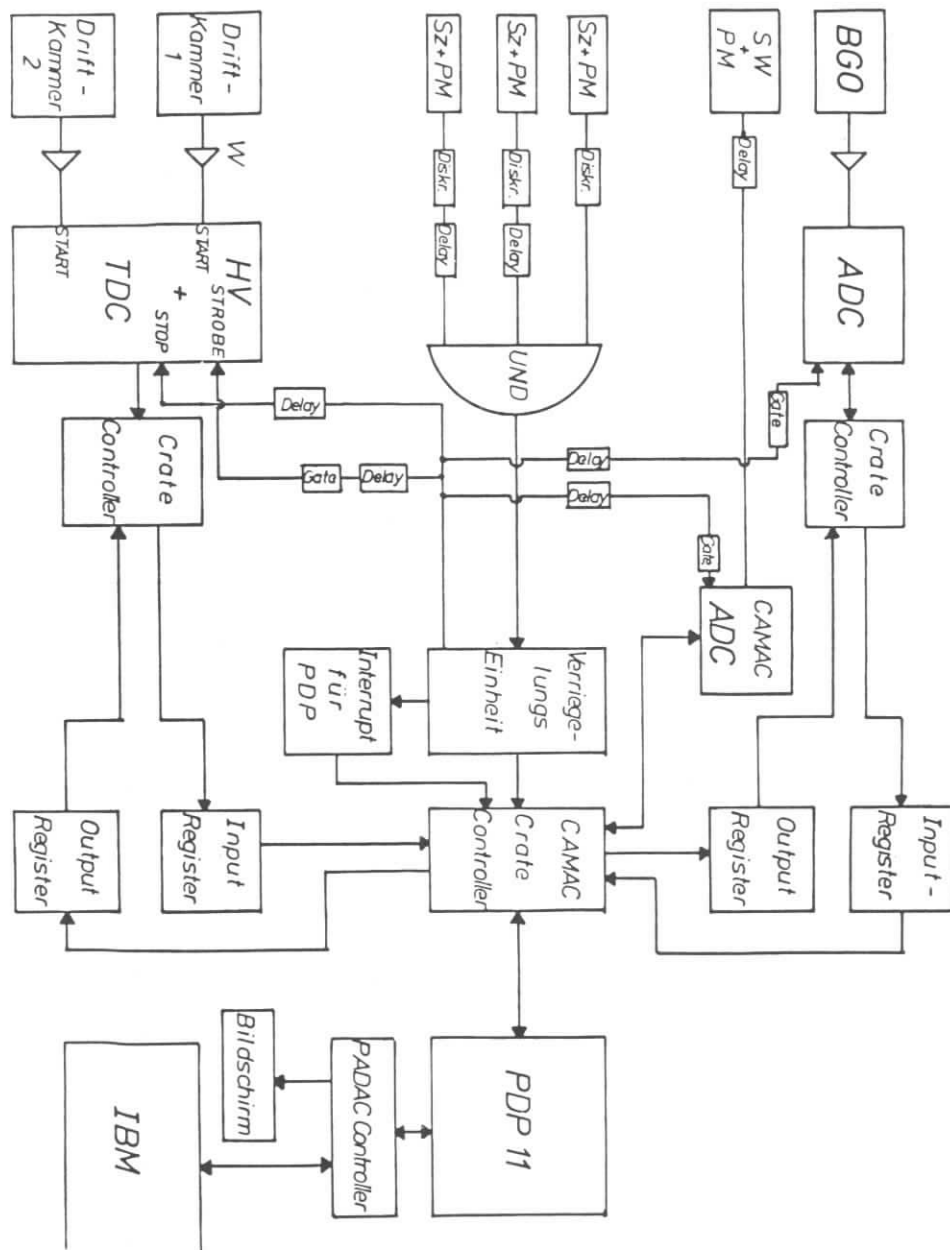 Drift-
Kammer
2
Drift-
Kammer
1
Sz+PM
Sz+PM
Sz+PM
SW
+
PM
BGO
W
Diskr.
Diskr.
Diskr.
Delay
Delay
Delay
START
START
HV
STROBE
+
TDC
STOP
UND
ADC
Delay
Gate
Delay
Delay
Delay
Gate
Gate
Crate
Controller
Crate
Controller
CAMAC
ADC
Verriege-
lungs
Einheit
Interrupt
für
PDP
Output
Register
Input
Register
CAMAC
Crate
Controller
Output
Register
Input-
Register
Bildschirm
PADAC Controller
PDP 11
IBM